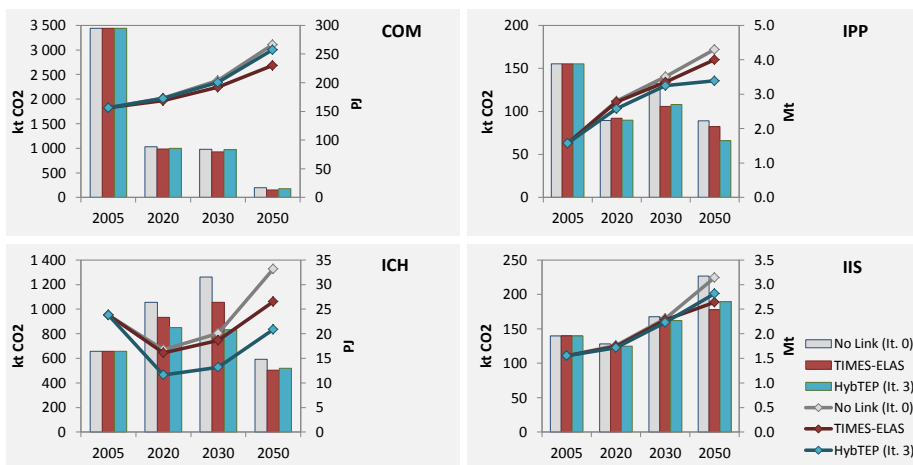 COM
kt CO2
3 500
3 000
2 500
2 000
1 500
1 000
500
0
300
250
200
150
100
50
0
PJ
2005 2020 2030 2050
IPP
kt CO2
200
150
100
50
0
5.0
4.0
3.0
2.0
1.0
0.0
Mt
2005 2020 2030 2050
ICH
kt CO2
1 400
1 200
1 000
800
600
400
200
0
35
30
25
20
15
10
5
0
PJ
2005 2020 2030 2050
IIS
kt CO2
250
200
150
100
50
0
3.5
3.0
2.5
2.0
1.5
1.0
0.5
0.0
Mt
2005 2020 2030 2050
No Link (It. 0)
TIMES-ELAS
HybTEP (It. 3)
No Link (It. 0)
TIMES-ELAS
HybTEP (It. 3)